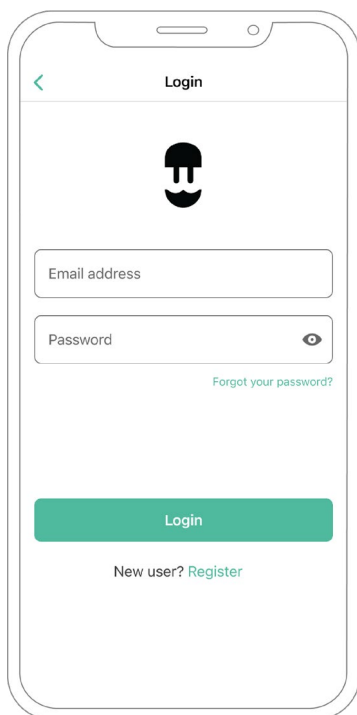 Login
Email address
Password
Forgot your password?
Login
New user? Register